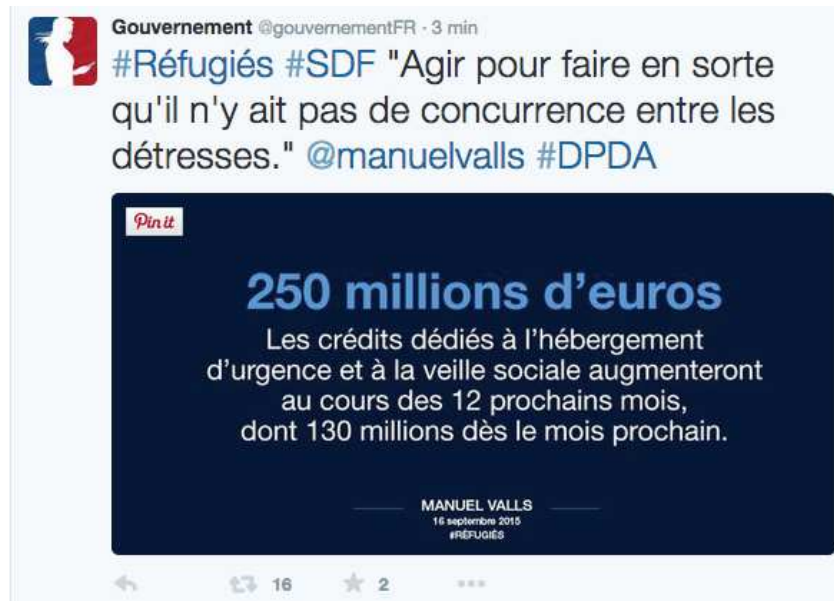 Gouvernement @gouvernementFR · 3 min
#Réfugiés #SDF "Agir pour faire en sorte
qu'il n'y ait pas de concurrence entre les
détresses." @manuelvalls #DPDA
Pin it
250 millions d'euros
Les crédits dédiés à l'hébergement
d'urgence et à la veille sociale augmenteront
au cours des 12 prochains mois,
dont 130 millions dès le mois prochain.
MANUEL VALLS
16 septembre 2015
#RÉFUGIÉS
16 2